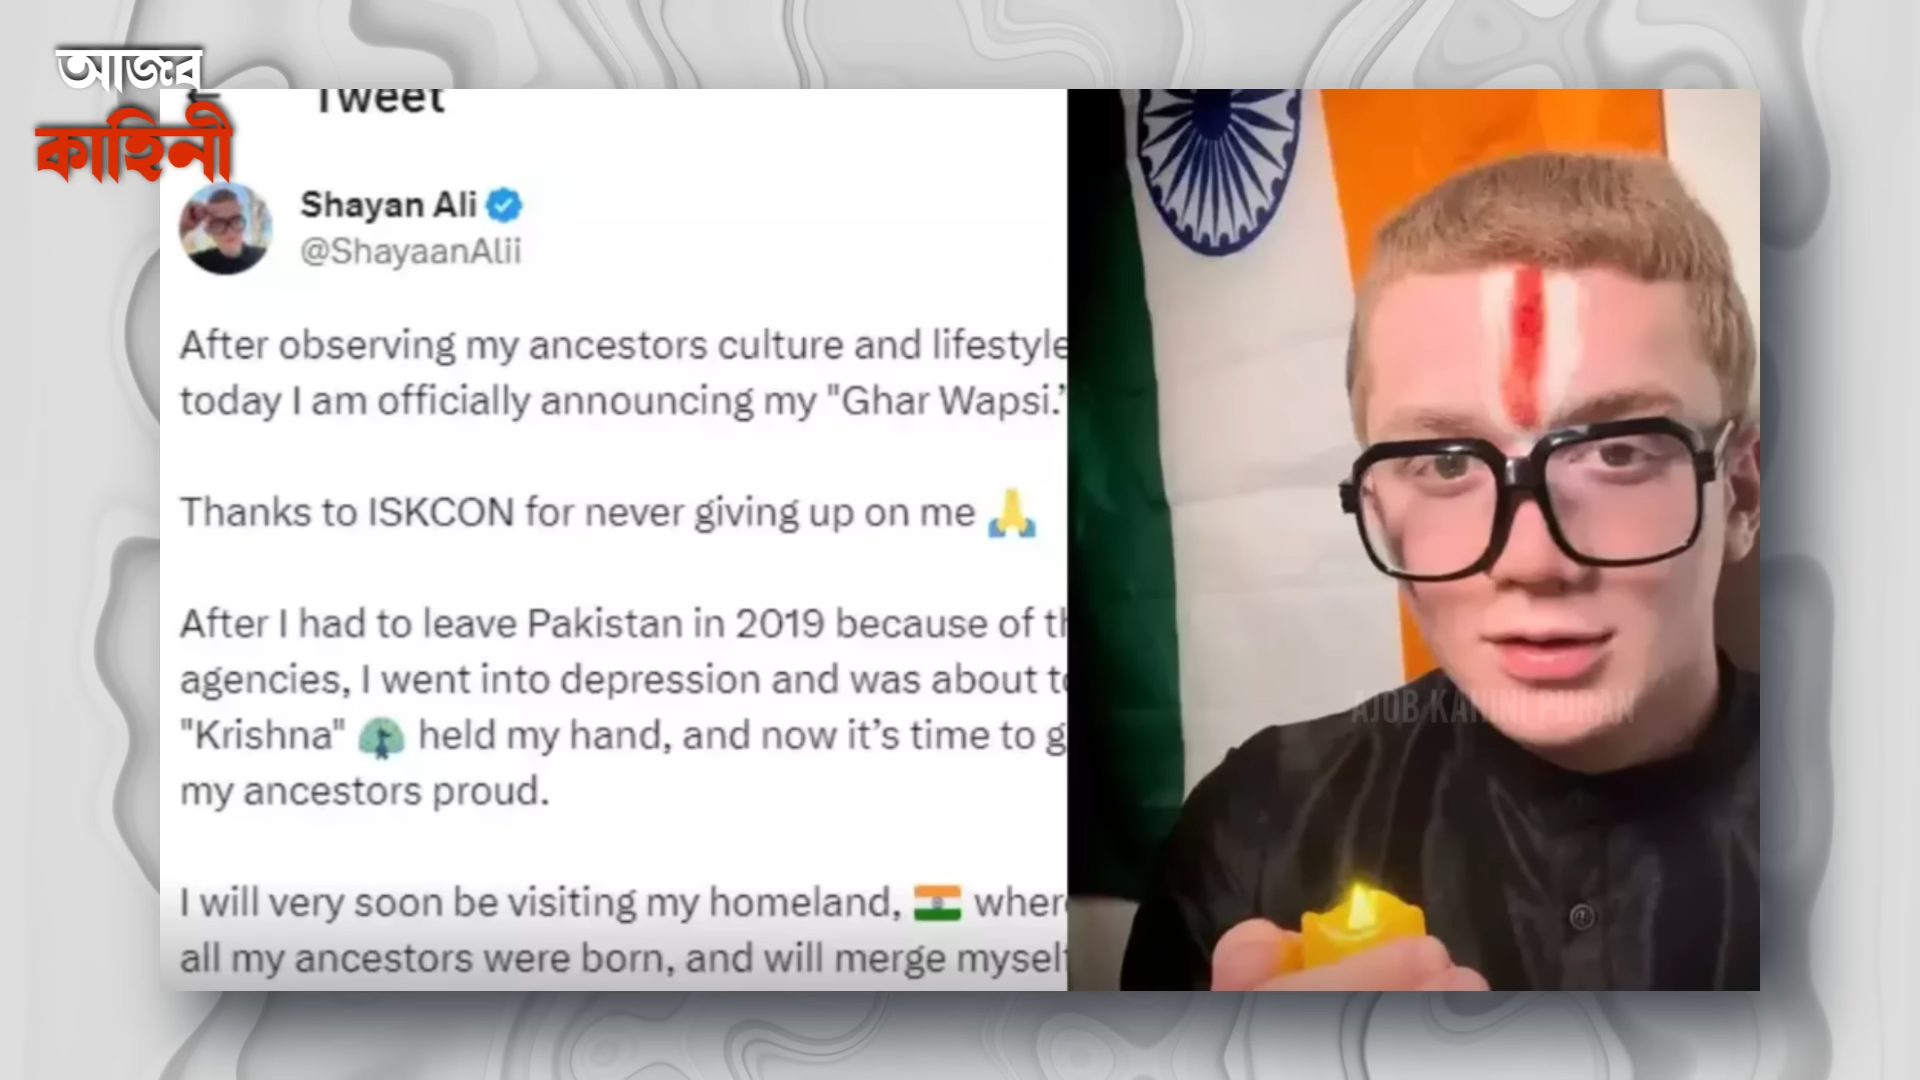 আজব
কাহিনী
Tweet
Shayan Ali
@ShayaanAlii
After observing my ancestors culture and lifestyle
today I am officially announcing my "Ghar Wapsi."
Thanks to ISKCON for never giving up on me 🙏
After I had to leave Pakistan in 2019 because of
agencies, I went into depression and was about
"Krishna" 🦚 held my hand, and now it’s time to
my ancestors proud.
I will very soon be visiting my homeland, 🇮🇳
all my ancestors were born, and will merge
AJOB KAHINI PURAN